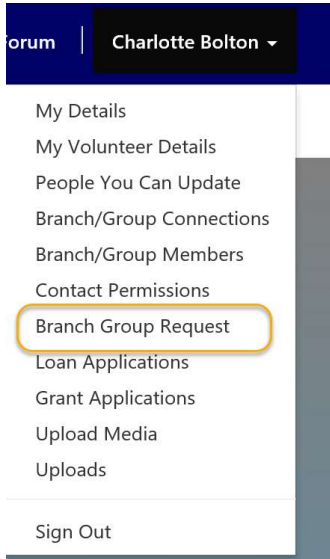 orum | Charlotte Bolton
My Details
My Volunteer Details
People You Can Update
Branch/Group Connections
Branch/Group Members
Contact Permissions
Branch Group Request
Loan Applications
Grant Applications
Upload Media
Uploads
Sign Out